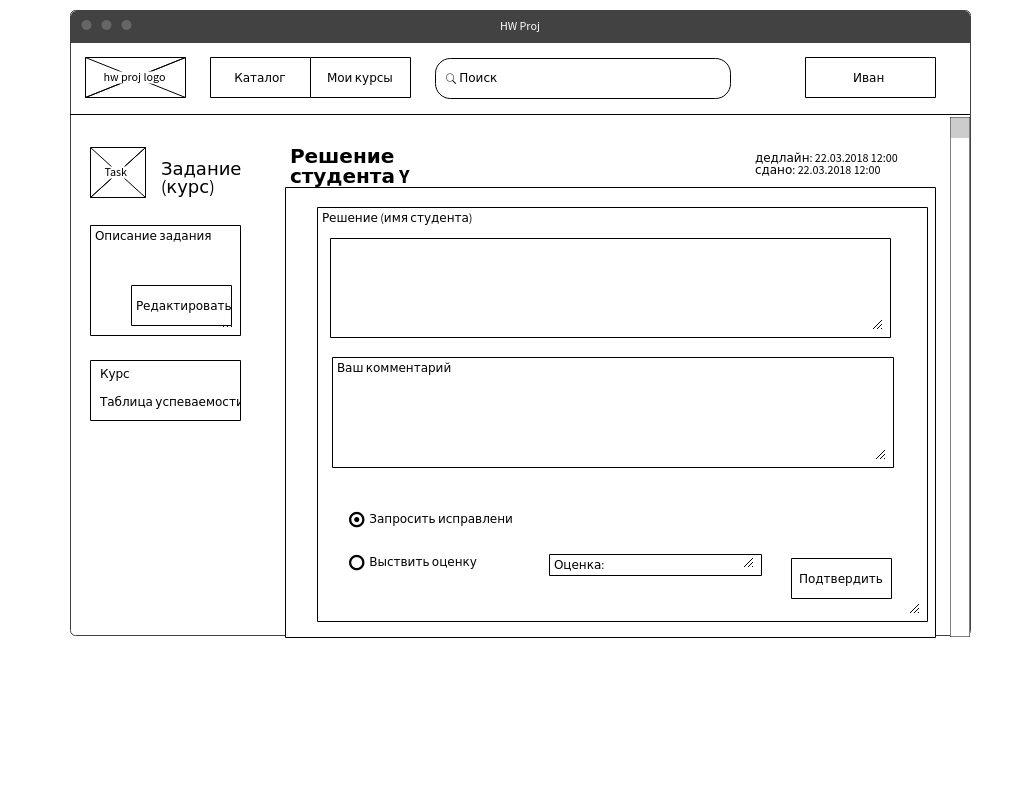 HW Proj
hw proj logo
Каталог
Мои курсы
Поиск
Иван
Task
Задание
(курс)
Решение
студента Y
дедлайн: 22.03.2018 12:00
сдано: 22.03.2018 12:00
Описание задания
Редактировать
Курс
Таблица успеваемости
Решение (имя студента)
Ваш комментарий
Запросить исправлени
Выствить оценку
Оценка:
Подтвердить